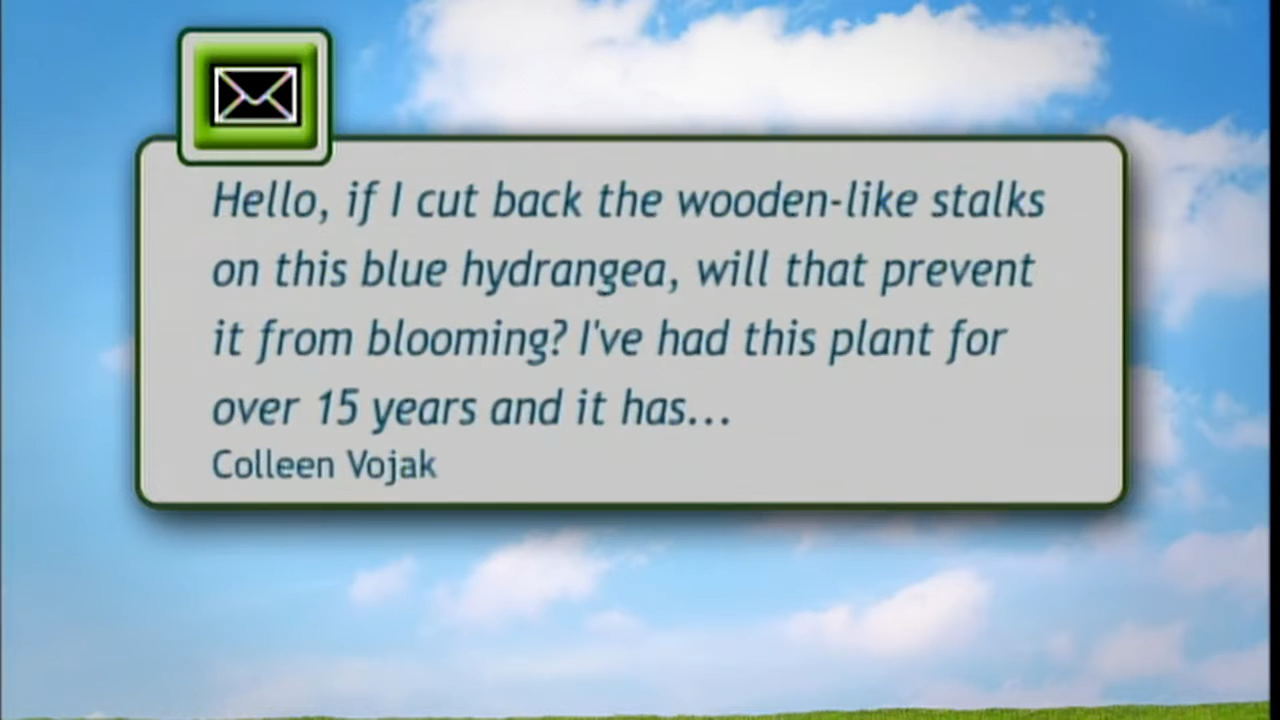 Hello, if I cut back the wooden-like stalks
on this blue hydrangea, will that prevent
it from blooming? I've had this plant for
over 15 years and it has...
Colleen Vojak